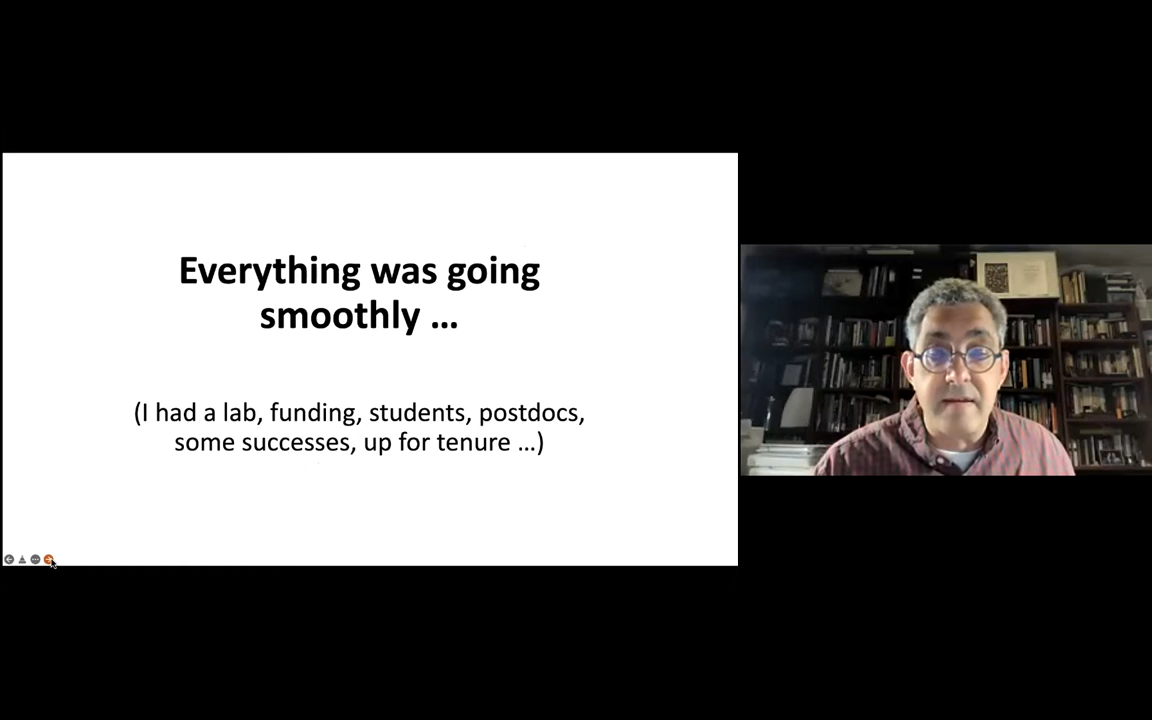 Everything was going
smoothly …
(I had a lab, funding, students, postdocs,
some successes, up for tenure …)